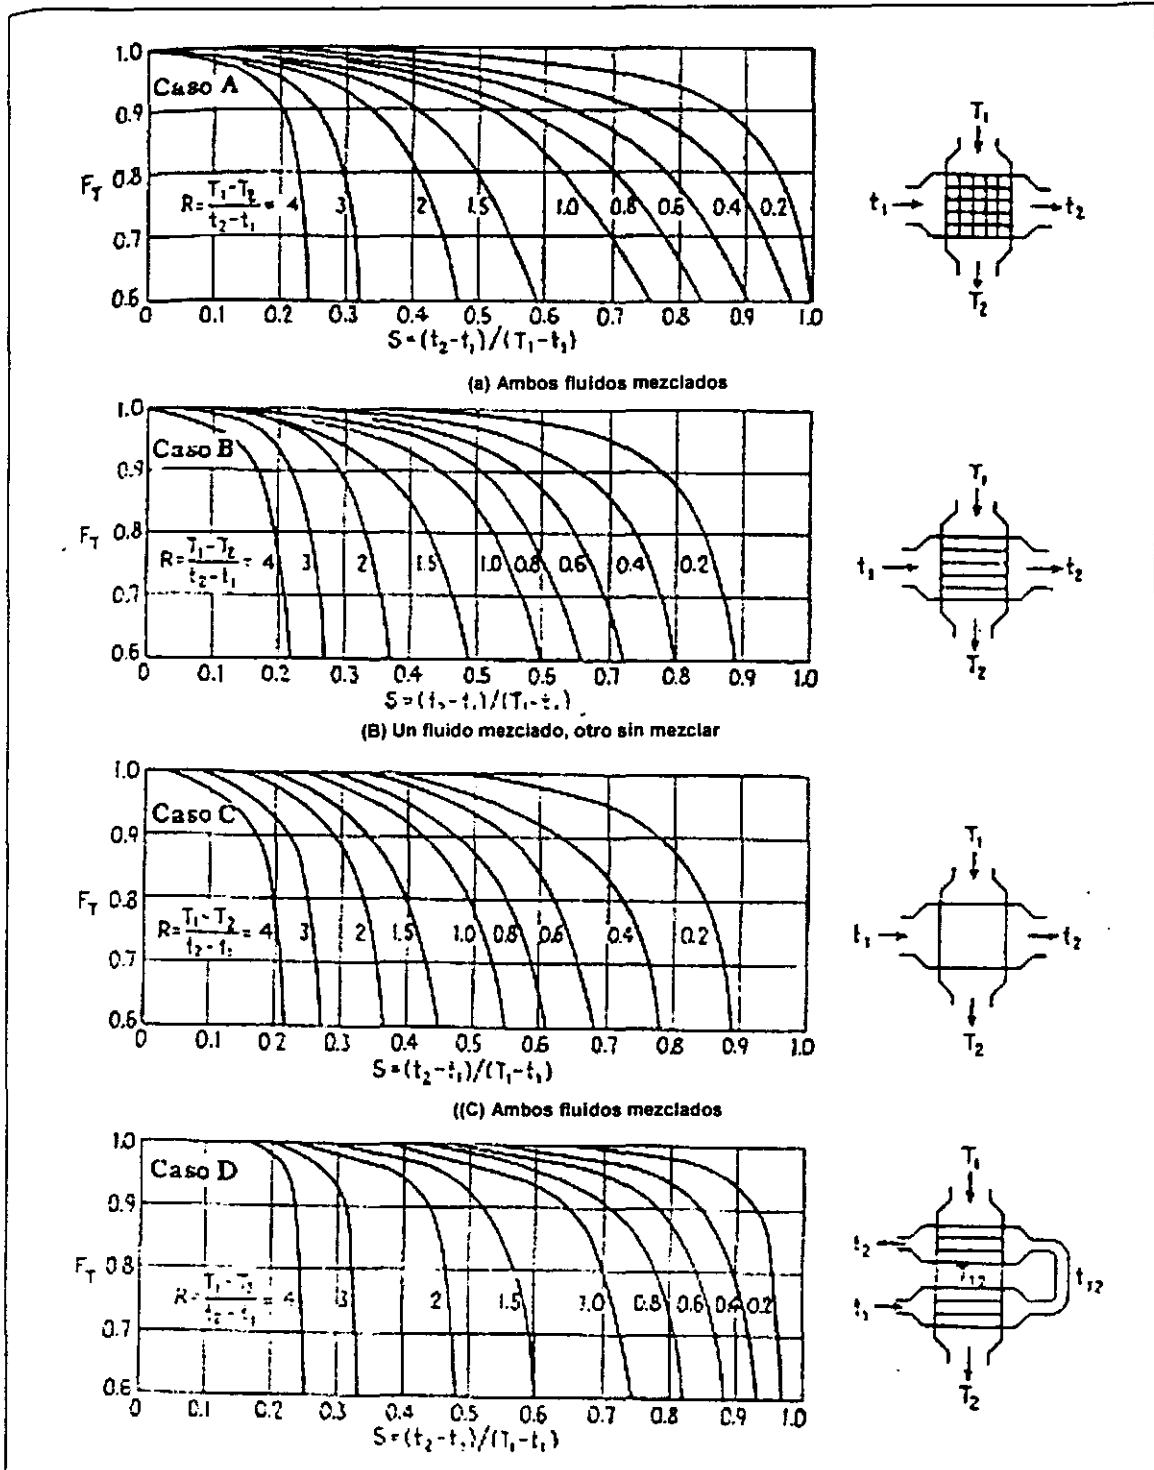 1.0
Caso A
0.9
F_T 0.8
R = (T₁-T₂)/(t₂-t₁) = 4 3 2 1.5 1.0 0.8 0.6 0.4 0.2
0.7
0.6
0 0.1 0.2 0.3 0.4 0.5 0.6 0.7 0.8 0.9 1.0
S = (t₂-t₁)/(T₁-t₁)
T₁
t₁
t₂
T₂
(a) Ambos fluidos mezclados
1.0
Caso B
0.9
0.8
F_T
R = (T₁-T₂)/(t₂-t₁) = 4 3 2 1.5 1.0 0.8 0.6 0.4 0.2
0.7
0.6
0 0.1 0.2 0.3 0.4 0.5 0.6 0.7 0.8 0.9 1.0
T₁
t₁
t₂
T₂
(B) Un fluido mezclado, otro sin mezclar
1.0
Caso C
0.9
F_T 0.8
R = (T₁-T₂)/(t₂-t₁) = 4 3 2 1.5 1.0 0.8 0.6 0.4 0.2
0.7
0.6
0 0.1 0.2 0.3 0.4 0.5 0.6 0.7 0.8 0.9 1.0
S = (t₂-t₁)/(T₁-t₁)
T₁
t₁
t₂
T₂
((C) Ambos fluidos mezclados
1.0
Caso D
0.9
F_T 0.8
4 3 2 1.5 1.0 0.8 0.6 0.4 0.2
0.7
0.6
0 0.1 0.2 0.3 0.4 0.5 0.6 0.7 0.8 0.9 1.0
T₁
t₂
t₁₂
t₁
T₂